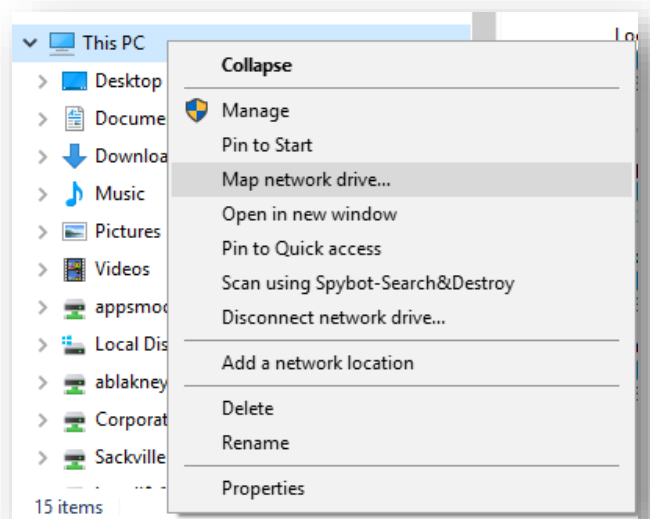 This PC
Desktop
Docume
Downloa
Music
Pictures
Videos
appsmod
Local Dis
ablakney
Corporat
Sackville
15 items
Collapse
Manage
Pin to Start
Map network drive...
Open in new window
Pin to Quick access
Scan using Spybot-Search&Destroy
Disconnect network drive...
Add a network location
Delete
Rename
Properties
Lo